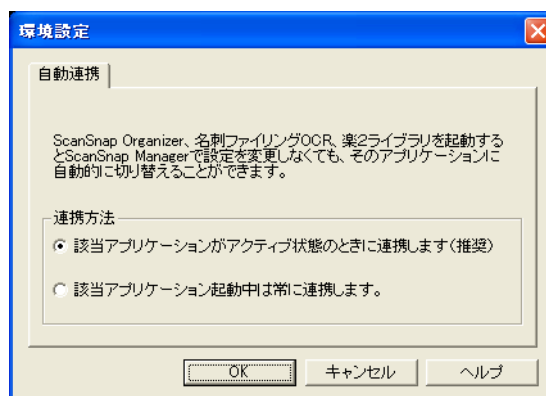 環境設定
自動連携
ScanSnap Organizer、名刺ファイリングOCR、楽2ライブラリを起動する
とScanSnap Managerで設定を変更しなくても、そのアプリケーションに
自動的に切り替えることができます。
連携方法
該当アプリケーションがアクティブ状態のときに連携します(推奨)
該当アプリケーション起動中は常に連携します。
OK キャンセル ヘルプ